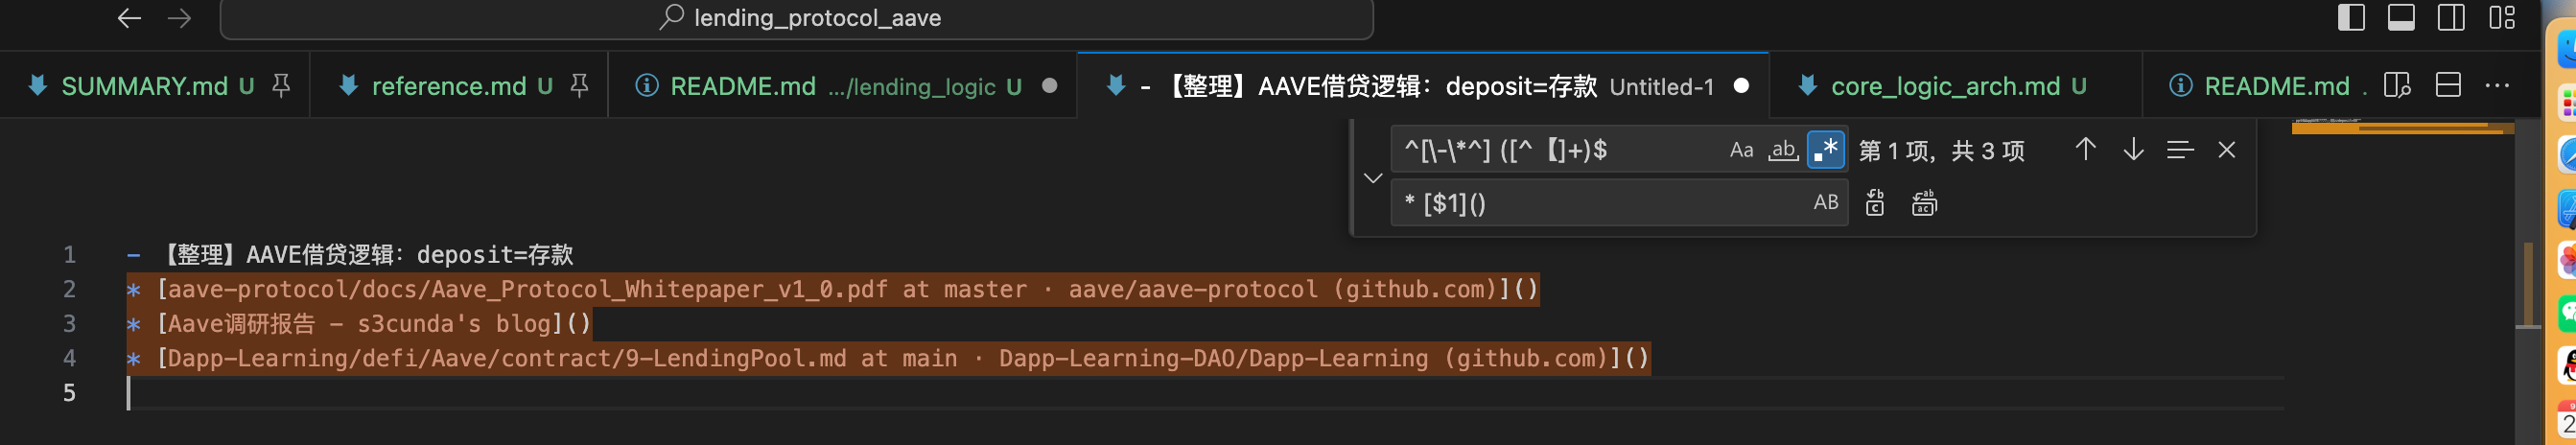 lending_protocol_aave
SUMMARY.md U
reference.md U
README.md .../lending_logic U
- 【整理】AAVE借贷逻辑：deposit=存款 Untitled-1
core_logic_arch.md U
README.md .
^[\-\*^] ([^【]+)$ Aa ab .* 第 1 项，共 3 项
* [$1]() AB
1 - 【整理】AAVE借贷逻辑：deposit=存款
2 * [aave-protocol/docs/Aave_Protocol_Whitepaper_v1_0.pdf at master · aave/aave-protocol (github.com)]()
3 * [Aave调研报告 - s3cunda's blog]()
4 * [Dapp-Learning/defi/Aave/contract/9-LendingPool.md at main · Dapp-Learning-DAO/Dapp-Learning (github.com)]()
5